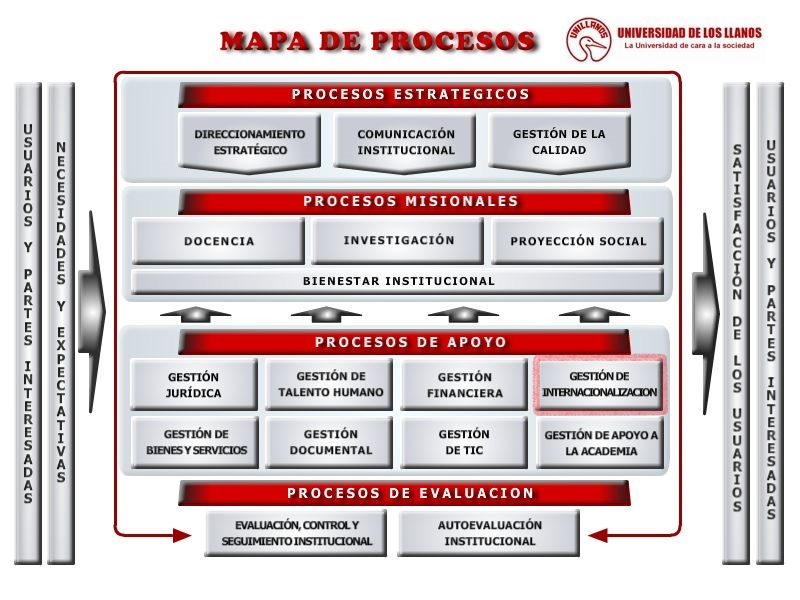 MAPA DE PROCESOS
UNILLANOS
UNIVERSIDAD DE LOS LLANOS
La Universidad de cara a la sociedad
USUARIOS Y PARTES INTERESADAS
NECESIDADES Y EXPECTATIVAS
PROCESOS ESTRATEGICOS
DIRECCIONAMIENTO
ESTRATÉGICO
COMUNICACIÓN
INSTITUCIONAL
GESTIÓN DE LA
CALIDAD
PROCESOS MISIONALES
DOCENCIA
INVESTIGACIÓN
PROYECCIÓN SOCIAL
BIENESTAR INSTITUCIONAL
PROCESOS DE APOYO
GESTIÓN
JURÍDICA
GESTIÓN DE
TALENTO HUMANO
GESTIÓN
FINANCIERA
GESTIÓN DE
INTERNACIONALIZACION
GESTIÓN DE
BIENES Y SERVICIOS
GESTIÓN
DOCUMENTAL
GESTIÓN
DE TIC
GESTIÓN DE APOYO A
LA ACADEMIA
PROCESOS DE EVALUACION
EVALUACIÓN, CONTROL Y
SEGUIMIENTO INSTITUCIONAL
AUTOEVALUACIÓN
INSTITUCIONAL
SATISFACCIÓN DE LOS USUARIOS
USUARIOS Y PARTES INTERESADAS